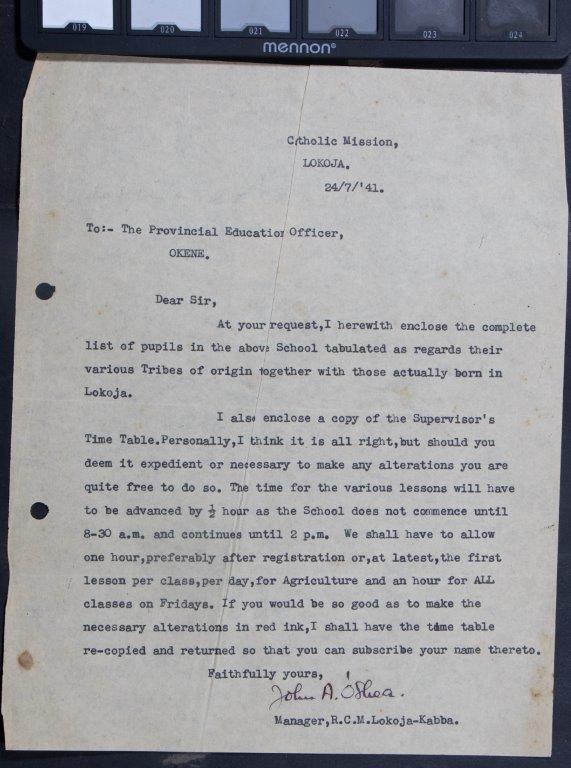 019 020 021 022 023 024
mennon®
Catholic Mission,
LOKOJA.
24/7/'41.
To:- The Provincial Education Officer,
OKENE.
Dear Sir,
At your request,I herewith enclose the complete
list of pupils in the above School tabulated as regards their
various Tribes of origin together with those actually born in
Lokoja.
I also enclose a copy of the Supervisor's
Time Table.Personally,I think it is all right,but should you
deem it expedient or necessary to make any alterations you are
quite free to do so. The time for the various lessons will have
to be advanced by ½ hour as the School does not commence until
8-30 a.m. and continues until 2 p.m. We shall have to allow
one hour,preferably after registration or,at latest,the first
lesson per class,per day,for Agriculture and an hour for ALL
classes on Fridays. If you would be so good as to make the
necessary alterations in red ink,I shall have the time table
re-copied and returned so that you can subscribe your name thereto.
Faithfully yours,
John A. O'Shea.
Manager,R.C.M.Lokoja-Kabba.